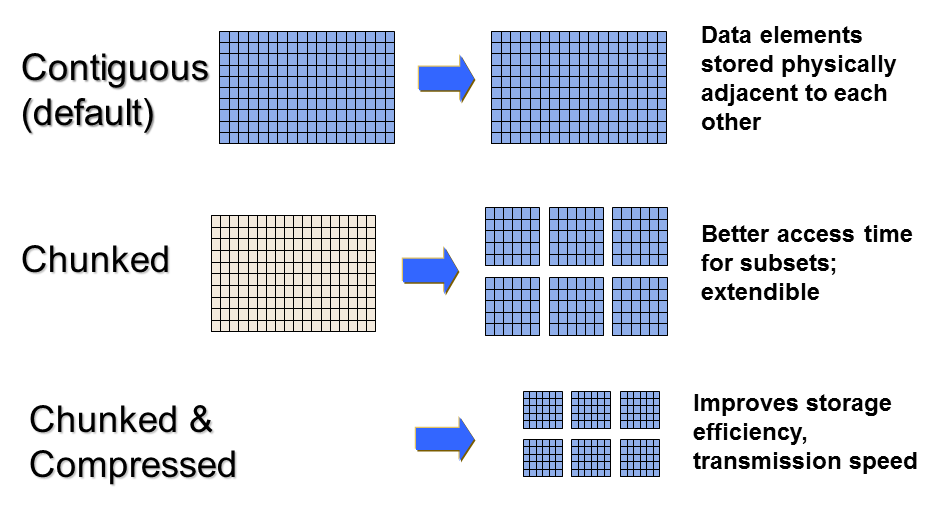 Contiguous
(default)
Data elements
stored physically
adjacent to each
other
Chunked
Better access time
for subsets;
extendible
Chunked &
Compressed
Improves storage
efficiency,
transmission speed